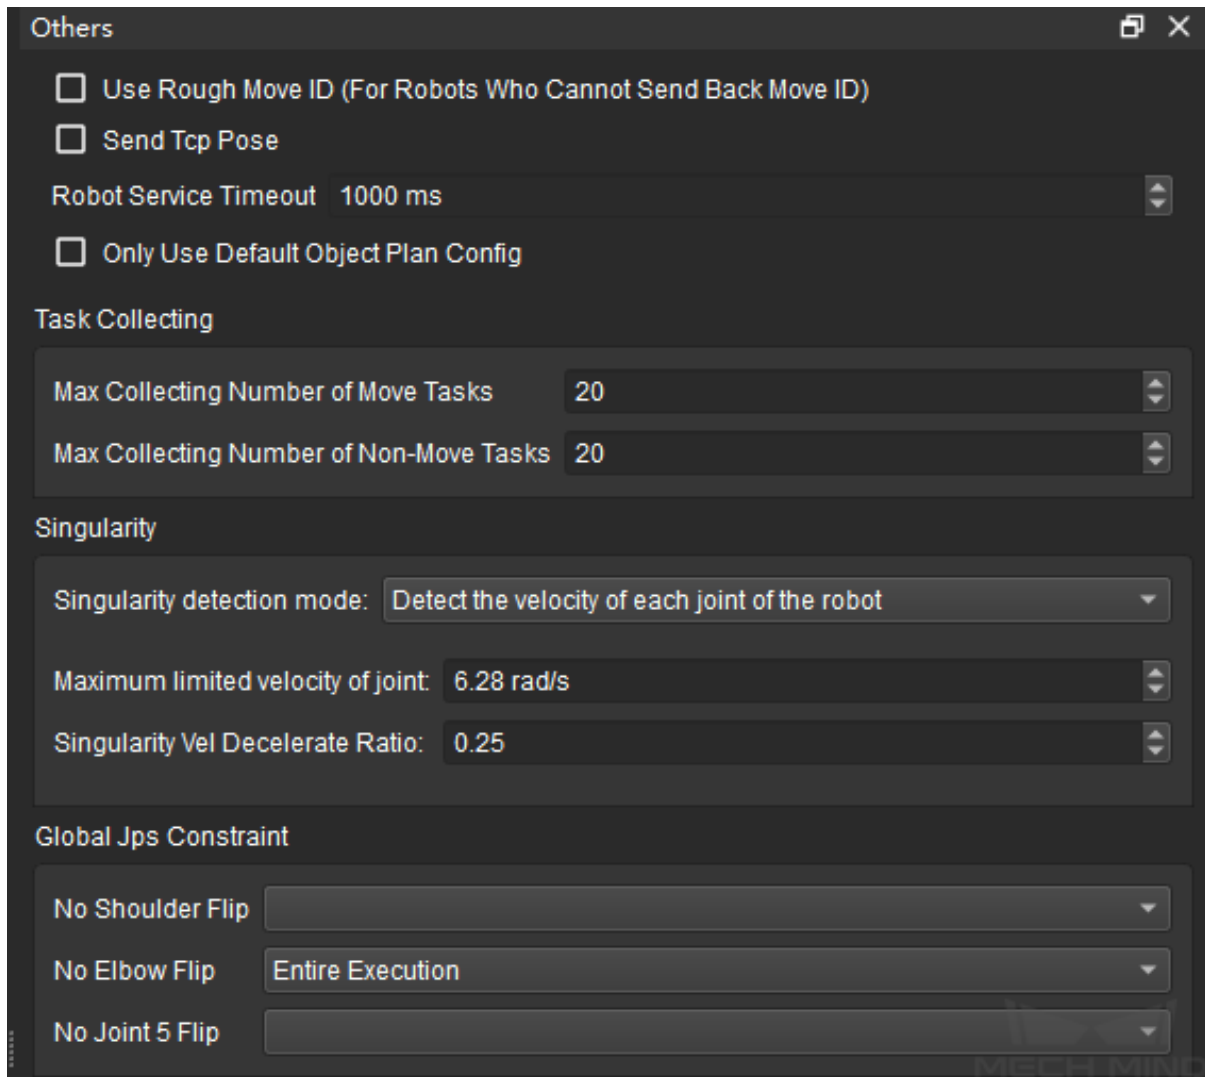 Others
Use Rough Move ID (For Robots Who Cannot Send Back Move ID)
Send Tcp Pose
Robot Service Timeout 1000 ms
Only Use Default Object Plan Config
Task Collecting
Max Collecting Number of Move Tasks 20
Max Collecting Number of Non-Move Tasks 20
Singularity
Singularity detection mode: Detect the velocity of each joint of the robot
Maximum limited velocity of joint: 6.28 rad/s
Singularity Vel Decelerate Ratio: 0.25
Global Jps Constraint
No Shoulder Flip
No Elbow Flip Entire Execution
No Joint 5 Flip
MECH MIND